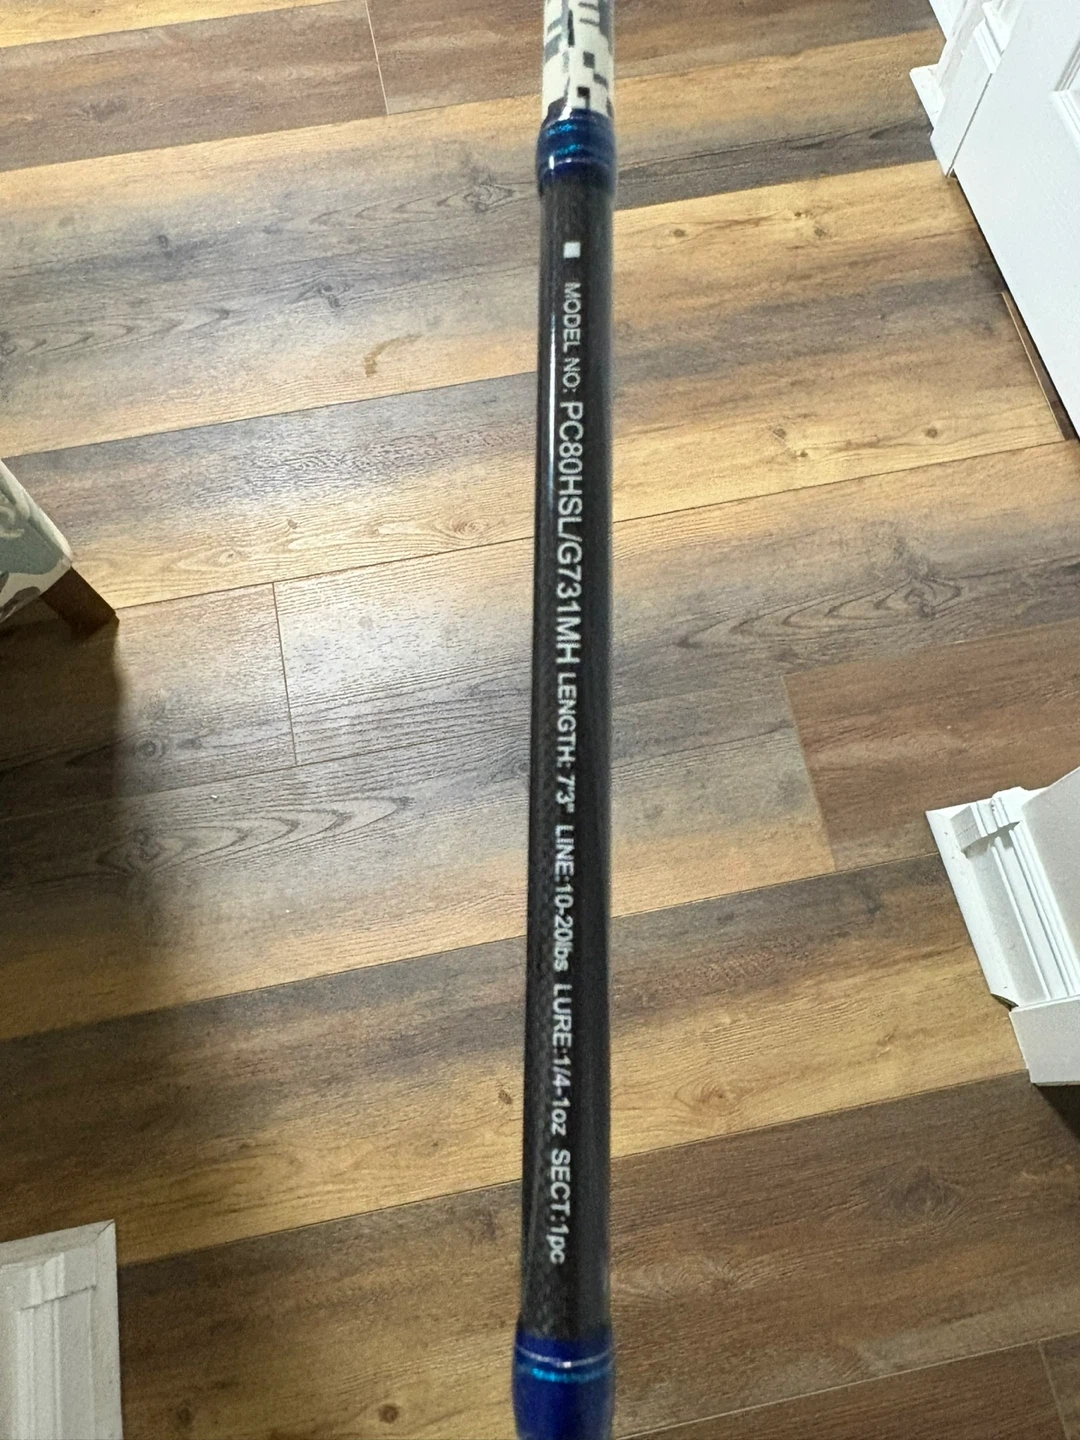 MODEL NO: PC80HSL/G731MH LENGTH: 7'3" LINE:10-20lbs LURE:1/4-1oz SECT:1pc